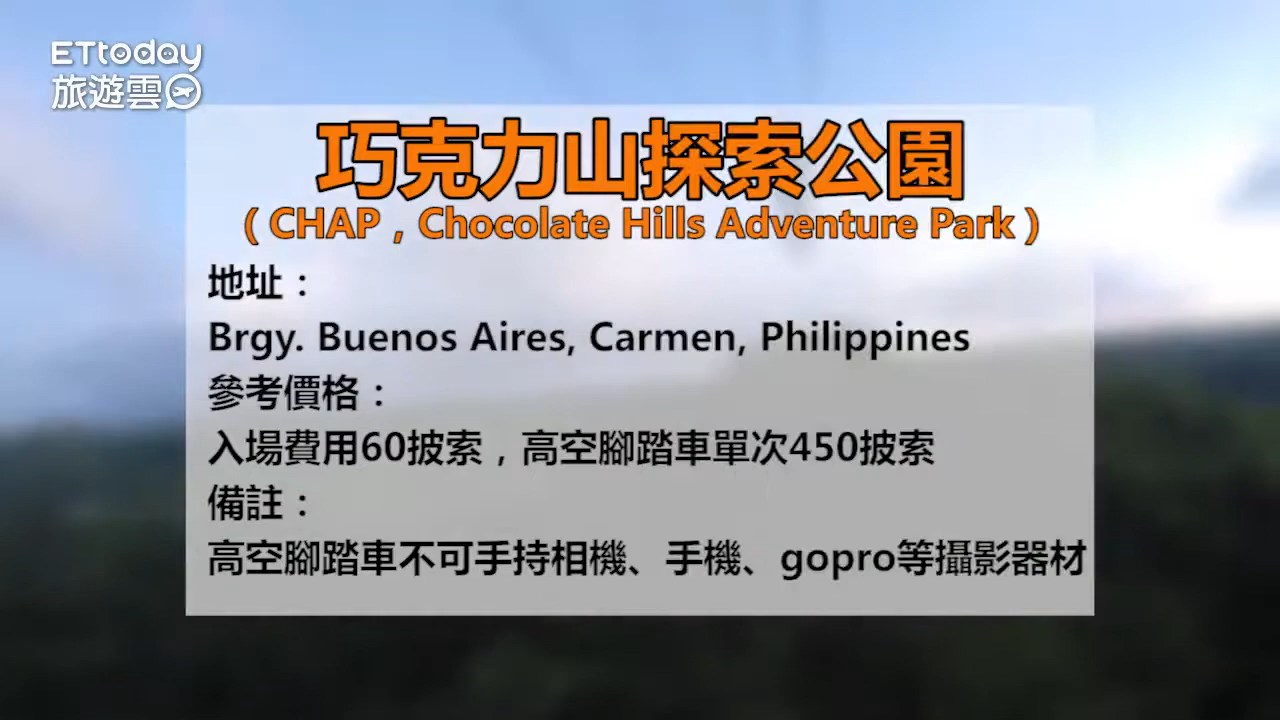 ETtoday
旅遊雲
巧克力山探索公園
（CHAP，Chocolate Hills Adventure Park）
地址：
Brgy. Buenos Aires, Carmen, Philippines
參考價格：
入場費用60披索，高空腳踏車單次450披索
備註：
高空腳踏車不可手持相機、手機、gopro等攝影器材